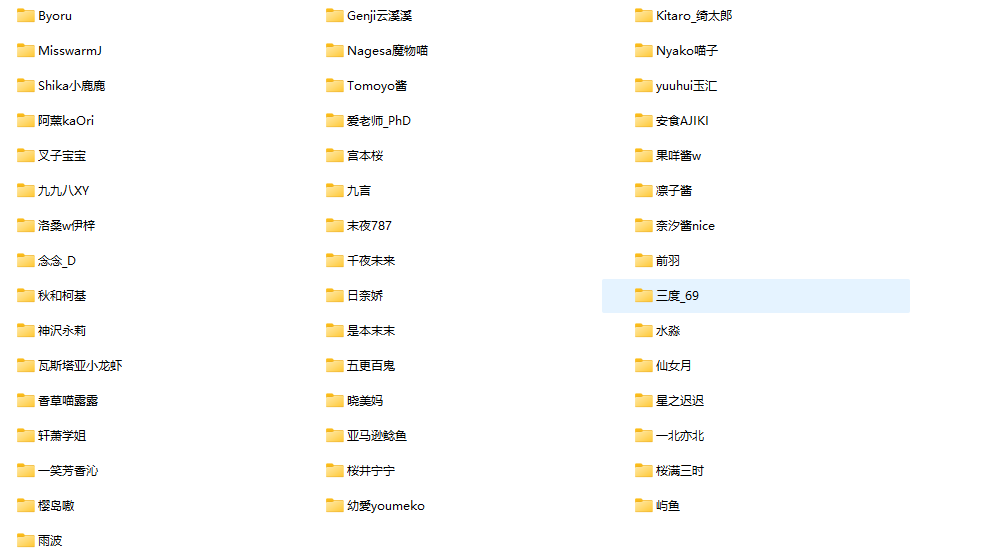 Byoru
Genji云溪溪
Kitaro_绮太郎
MisswarmJ
Nagesa魔物喵
Nyako喵子
Shika小鹿鹿
Tomoyo酱
yuuhui玉汇
阿薰kaOri
爱老师_PhD
安食AJIKI
叉子宝宝
宫本桜
果咩酱w
九九八XY
九言
凛子酱
洛桑w伊梓
末夜787
奈汐酱nice
念念_D
千夜未来
前羽
秋和柯基
日奈娇
三度_69
神沢永莉
是本末末
水淼
瓦斯塔亚小龙虾
五更百鬼
仙女月
香草喵露露
晓美妈
星之迟迟
轩萧学姐
亚马逊鲶鱼
一北亦北
一笑芳香沁
桜井宁宁
桜满三时
樱岛嗷
幼愛youmeko
屿鱼
雨波